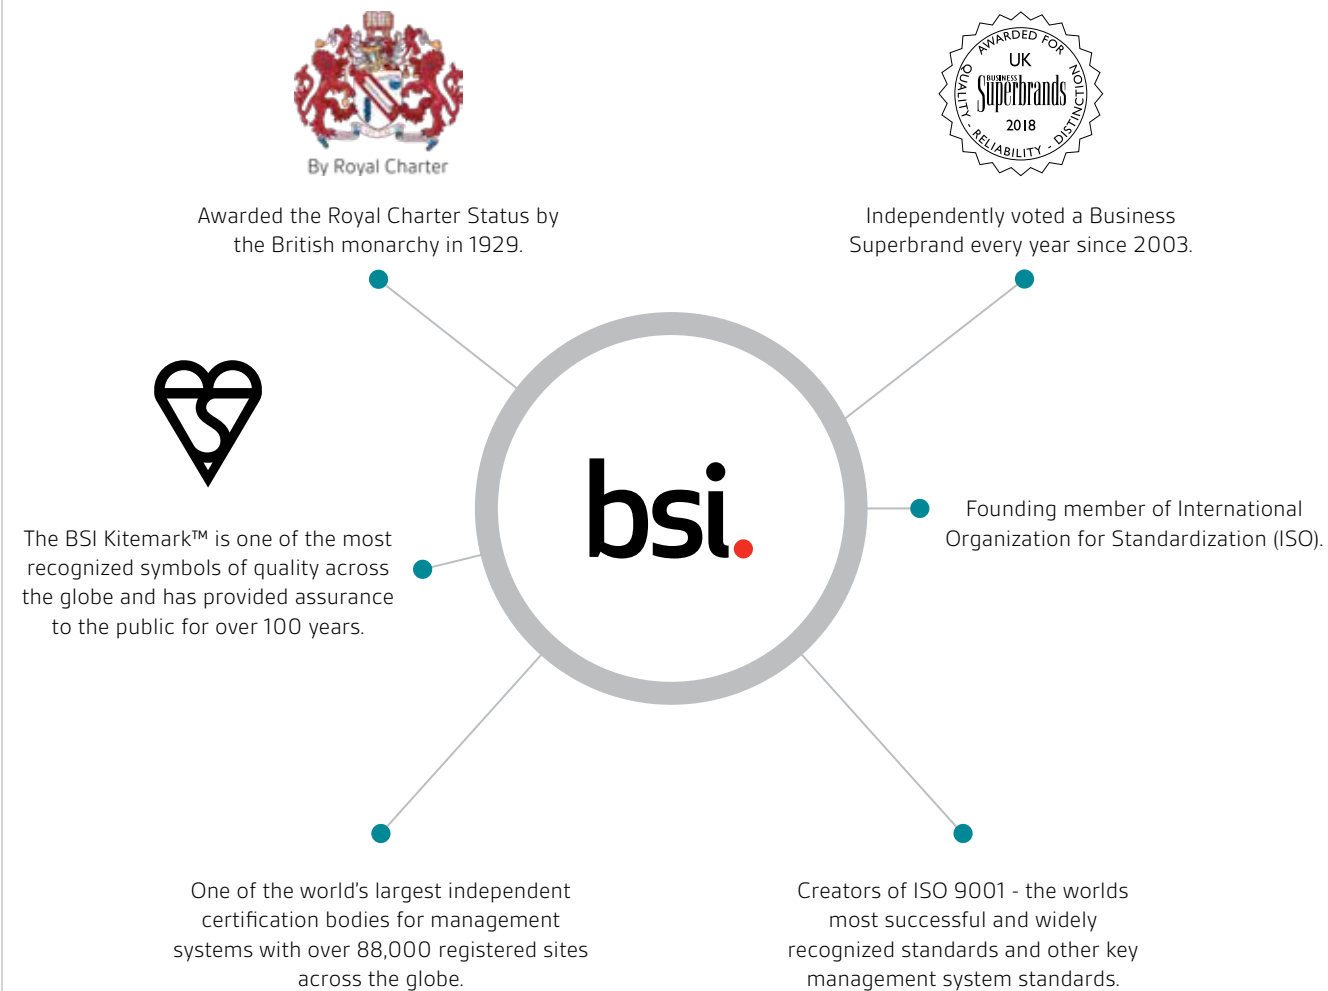 By Royal Charter
Awarded the Royal Charter Status by
the British monarchy in 1929.
AWARDED FOR
QUALITY - RELIABILITY - DISTINCTION
UK
BUSINESS
Superbrands
2018
Independently voted a Business
Superbrand every year since 2003.
The BSI Kitemark™ is one of the most
recognized symbols of quality across
the globe and has provided assurance
to the public for over 100 years.
bsi.
Founding member of International
Organization for Standardization (ISO).
One of the world's largest independent
certification bodies for management
systems with over 88,000 registered sites
across the globe.
Creators of ISO 9001 - the worlds
most successful and widely
recognized standards and other key
management system standards.